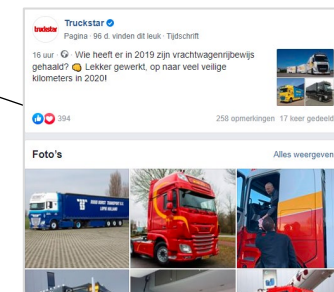 truckstar
Truckstar
Pagina · 96 d. vinden dit leuk · Tijdschrift
16 uur · · Wie heeft er in 2019 zijn vrachtwagenrijbewijs
gehaald? Lekker gewerkt, op naar veel veilige
kilometers in 2020!
394
258 opmerkingen 17 keer gedeeld
Foto's
Alles weergeven